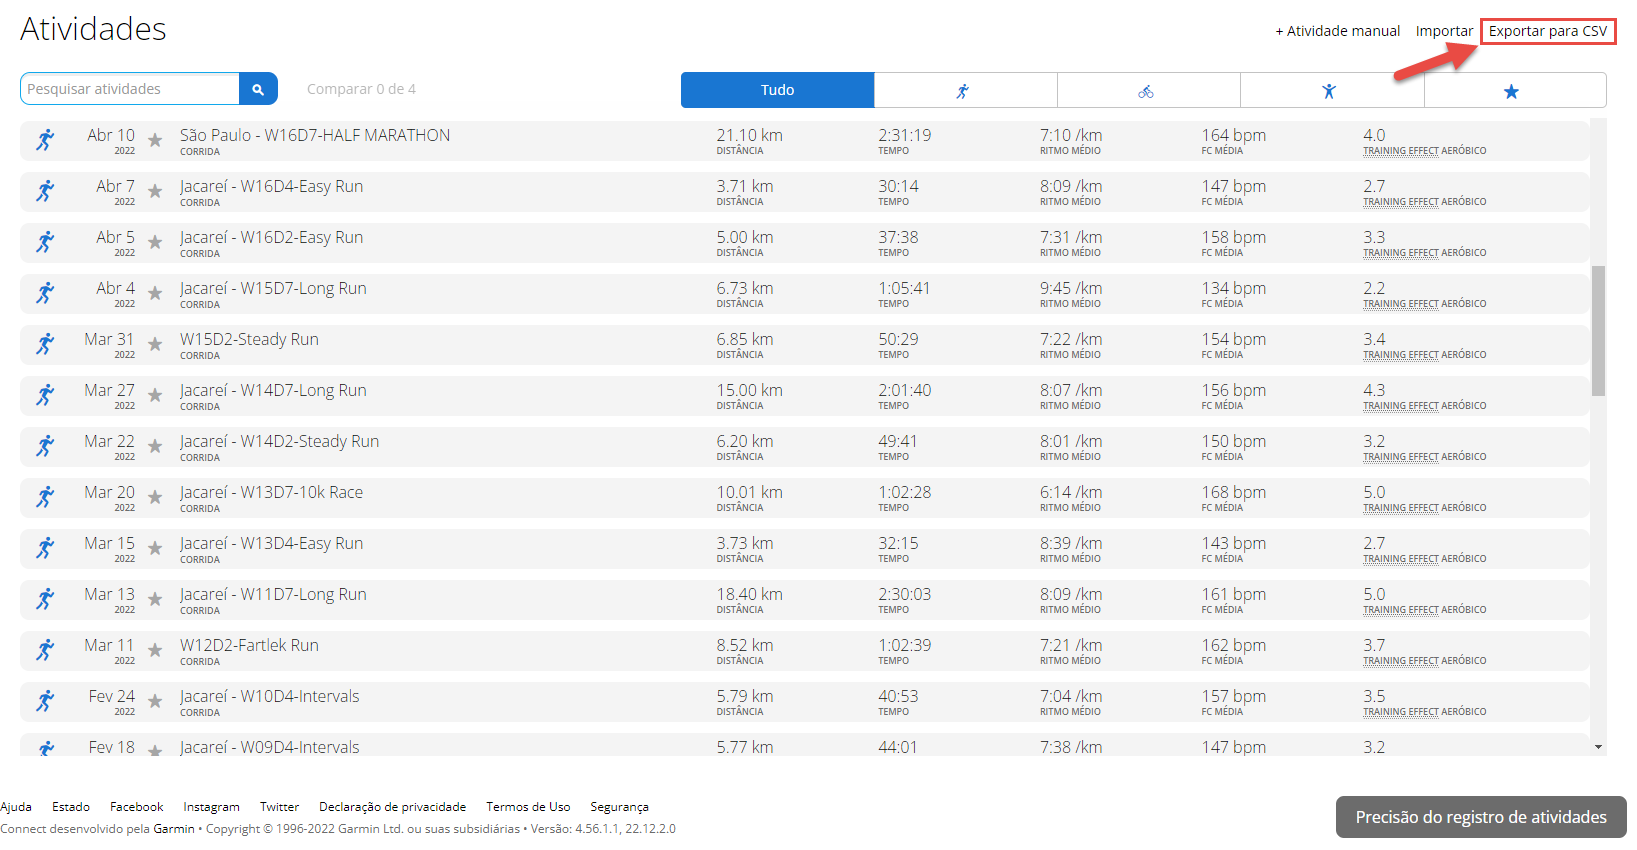 Atividades
+ Atividade manual Importar Exportar para CSV
Pesquisar atividades Comparar 0 de 4 Tudo
Abr 10 São Paulo - W16D7-HALF MARATHON 21.10 km 2:31:19 7:10 /km 164 bpm 4.0
2022 CORRIDA DISTÂNCIA TEMPO RITMO MÉDIO FC MÉDIA TRAINING EFFECT AERÓBICO
Abr 7 Jacareí - W16D4-Easy Run 3.71 km 30:14 8:09 /km 147 bpm 2.7
2022 CORRIDA DISTÂNCIA TEMPO RITMO MÉDIO FC MÉDIA TRAINING EFFECT AERÓBICO
Abr 5 Jacareí - W16D2-Easy Run 5.00 km 37:38 7:31 /km 158 bpm 3.3
2022 CORRIDA DISTÂNCIA TEMPO RITMO MÉDIO FC MÉDIA TRAINING EFFECT AERÓBICO
Abr 4 Jacareí - W15D7-Long Run 6.73 km 1:05:41 9:45 /km 134 bpm 2.2
2022 CORRIDA DISTÂNCIA TEMPO RITMO MÉDIO FC MÉDIA TRAINING EFFECT AERÓBICO
Mar 31 W15D2-Steady Run 6.85 km 50:29 7:22 /km 154 bpm 3.4
2022 CORRIDA DISTÂNCIA TEMPO RITMO MÉDIO FC MÉDIA TRAINING EFFECT AERÓBICO
Mar 27 Jacareí - W14D7-Long Run 15.00 km 2:01:40 8:07 /km 156 bpm 4.3
2022 CORRIDA DISTÂNCIA TEMPO RITMO MÉDIO FC MÉDIA TRAINING EFFECT AERÓBICO
Mar 22 Jacareí - W14D2-Steady Run 6.20 km 49:41 8:01 /km 150 bpm 3.2
2022 CORRIDA DISTÂNCIA TEMPO RITMO MÉDIO FC MÉDIA TRAINING EFFECT AERÓBICO
Mar 20 Jacareí - W13D7-10k Race 10.01 km 1:02:28 6:14 /km 168 bpm 5.0
2022 CORRIDA DISTÂNCIA TEMPO RITMO MÉDIO FC MÉDIA TRAINING EFFECT AERÓBICO
Mar 15 Jacareí - W13D4-Easy Run 3.73 km 32:15 8:39 /km 143 bpm 2.7
2022 CORRIDA DISTÂNCIA TEMPO RITMO MÉDIO FC MÉDIA TRAINING EFFECT AERÓBICO
Mar 13 Jacareí - W11D7-Long Run 18.40 km 2:30:03 8:09 /km 161 bpm 5.0
2022 CORRIDA DISTÂNCIA TEMPO RITMO MÉDIO FC MÉDIA TRAINING EFFECT AERÓBICO
Mar 11 W12D2-Fartlek Run 8.52 km 1:02:39 7:21 /km 162 bpm 3.7
2022 CORRIDA DISTÂNCIA TEMPO RITMO MÉDIO FC MÉDIA TRAINING EFFECT AERÓBICO
Fev 24 Jacareí - W10D4-Intervals 5.79 km 40:53 7:04 /km 157 bpm 3.5
2022 CORRIDA DISTÂNCIA TEMPO RITMO MÉDIO FC MÉDIA TRAINING EFFECT AERÓBICO
Fev 18 Jacareí - W09D4-Intervals 5.77 km 44:01 7:38 /km 147 bpm 3.2
Ajuda Estado Facebook Instagram Twitter Declaração de privacidade Termos de Uso Segurança
Connect desenvolvido pela Garmin • Copyright © 1996-2022 Garmin Ltd. ou suas subsidiárias • Versão: 4.56.1.1, 22.12.2.0
Precisão do registro de atividades